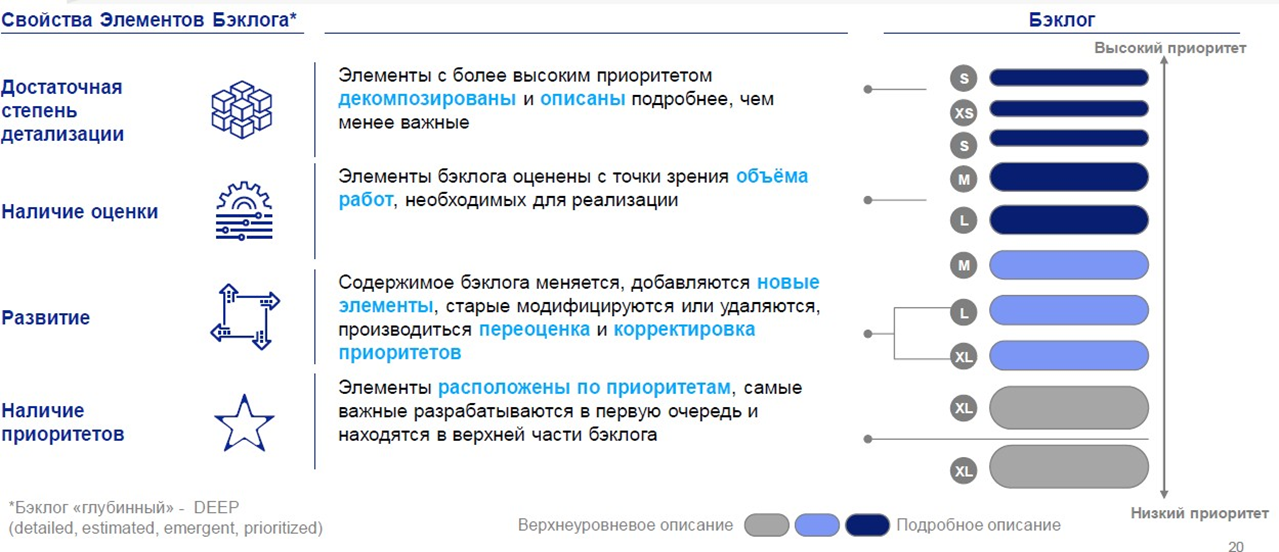 Свойства Элементов Бэклога*
Бэклог
Высокий приоритет
Достаточная
степень
детализации
Элементы с более высоким приоритетом
декомпозированы и описаны подробнее, чем
менее важные
Наличие оценки
Элементы бэклога оценены с точки зрения объёма
работ, необходимых для реализации
Развитие
Содержимое бэклога меняется, добавляются новые
элементы, старые модифицируются или удаляются,
производиться переоценка и корректировка
приоритетов
Наличие
приоритетов
Элементы расположены по приоритетам, самые
важные разрабатываются в первую очередь и
находятся в верхней части бэклога
S
XS
S
M
L
M
L
XL
XL
XL
Низкий приоритет
*Бэклог «глубинный» - DEEP
(detailed, estimated, emergent, prioritized)
Верхнеуровневое описание
Подробное описание
20